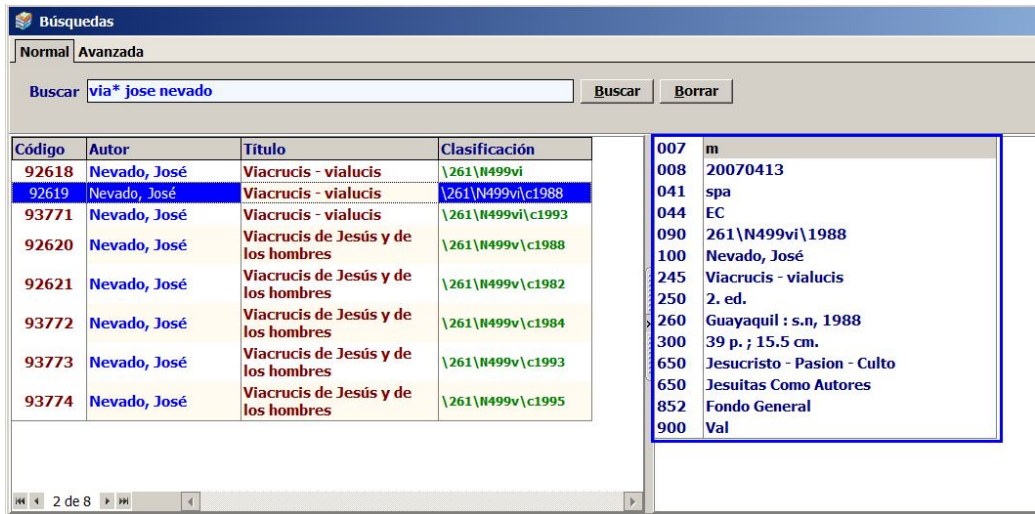 Búsquedas
Normal Avanzada
Buscar via* jose nevado Buscar Borrar
Código Autor Título Clasificación
92618 Nevado, José Viacrucis - vialucis \261\N499vi
92619 Nevado, José Viacrucis - vialucis \261\N499vi\c1988
93771 Nevado, José Viacrucis - vialucis \261\N499vi\c1993
92620 Nevado, José Viacrucis de Jesús y de los hombres \261\N499v\c1988
92621 Nevado, José Viacrucis de Jesús y de los hombres \261\N499v\c1982
93772 Nevado, José Viacrucis de Jesús y de los hombres \261\N499v\c1984
93773 Nevado, José Viacrucis de Jesús y de los hombres \261\N499v\c1993
93774 Nevado, José Viacrucis de Jesús y de los hombres \261\N499v\c1995
2 de 8
007 m
008 20070413
041 spa
044 EC
090 261\N499vi\1988
100 Nevado, José
245 Viacrucis - vialucis
250 2. ed.
260 Guayaquil : s.n, 1988
300 39 p. ; 15.5 cm.
650 Jesucristo - Pasion - Culto
650 Jesuitas Como Autores
852 Fondo General
900 Val